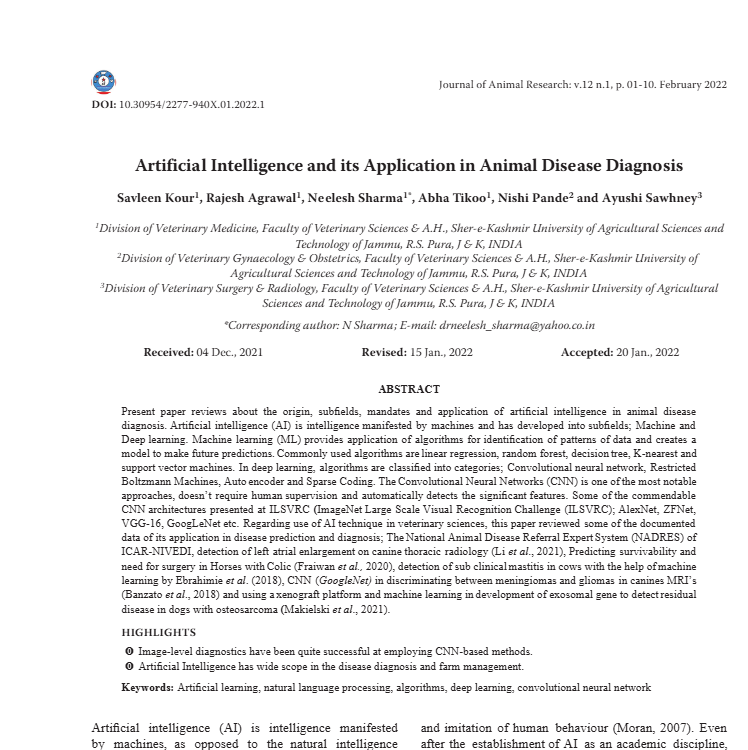 Journal of Animal Research: v.12 n.1, p. 01-10. February 2022
DOI: 10.30954/2277-940X.01.2022.1
Artificial Intelligence and its Application in Animal Disease Diagnosis
Savleen Kour1, Rajesh Agrawal1, Neelesh Sharma1*, Abha Tikoo1, Nishi Pande2 and Ayushi Sawhney3
1Division of Veterinary Medicine, Faculty of Veterinary Sciences & A.H., Sher-e-Kashmir University of Agricultural Sciences and
Technology of Jammu, R.S. Pura, J & K, INDIA
2Division of Veterinary Gynaecology & Obstetrics, Faculty of Veterinary Sciences & A.H., Sher-e-Kashmir University of
Agricultural Sciences and Technology of Jammu, R.S. Pura, J & K, INDIA
3Division of Veterinary Surgery & Radiology, Faculty of Veterinary Sciences & A.H., Sher-e-Kashmir University of Agricultural
Sciences and Technology of Jammu, R.S. Pura, J & K, INDIA
*Corresponding author: N Sharma; E-mail: drneelesh_sharma@yahoo.co.in
Received: 04 Dec., 2021 Revised: 15 Jan., 2022 Accepted: 20 Jan., 2022
ABSTRACT
Present paper reviews about the origin, subfields, mandates and application of artificial intelligence in animal disease
diagnosis. Artificial intelligence (AI) is intelligence manifested by machines and has developed into subfields; Machine and
Deep learning. Machine learning (ML) provides application of algorithms for identification of patterns of data and creates a
model to make future predictions. Commonly used algorithms are linear regression, random forest, decision tree, K-nearest and
support vector machines. In deep learning, algorithms are classified into categories; Convolutional neural network, Restricted
Boltzmann Machines, Auto encoder and Sparse Coding. The Convolutional Neural Networks (CNN) is one of the most notable
approaches, doesn't require human supervision and automatically detects the significant features. Some of the commendable
CNN architectures presented at ILSVRC (ImageNet Large Scale Visual Recognition Challenge (ILSVRC); AlexNet, ZFNet,
VGG-16, GoogLeNet etc. Regarding use of AI technique in veterinary sciences, this paper reviewed some of the documented
data of its application in disease prediction and diagnosis; The National Animal Disease Referral Expert System (NADRES) of
ICAR-NIVEDI, detection of left atrial enlargement on canine thoracic radiology (Li et al., 2021), Predicting survivability and
need for surgery in Horses with Colic (Fraiwan et al., 2020), detection of sub clinical mastitis in cows with the help of machine
learning by Ebrahimie et al. (2018), CNN (GoogleNet) in discriminating between meningiomas and gliomas in canines MRI's
(Banzato et al., 2018) and using a xenograft platform and machine learning in development of exosomal gene to detect residual
disease in dogs with osteosarcoma (Makielski et al., 2021).
HIGHLIGHTS
Image-level diagnostics have been quite successful at employing CNN-based methods.
Artificial Intelligence has wide scope in the disease diagnosis and farm management.
Keywords: Artificial learning, natural language processing, algorithms, deep learning, convolutional neural network
Artificial intelligence (AI) is intelligence manifested
by machines, as opposed to the natural intelligence
and imitation of human behaviour (Moran, 2007). Even
after the establishment of AI as an academic discipline,